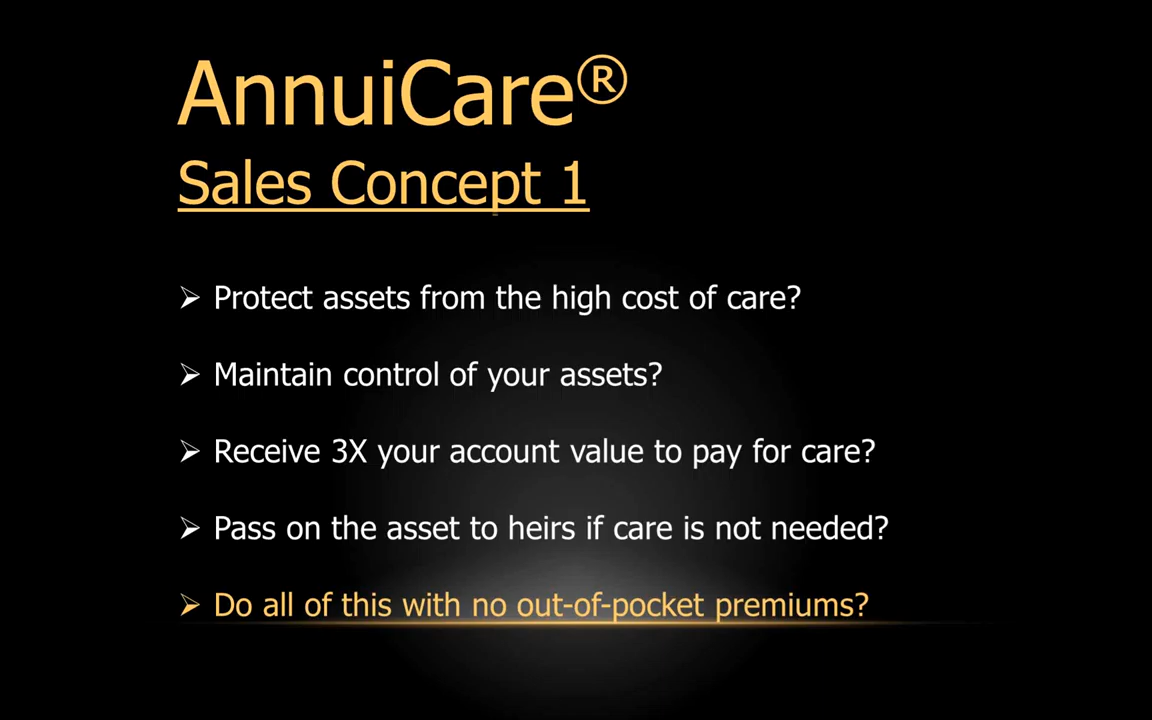 AnnuiCare®
Sales Concept 1
➢ Protect assets from the high cost of care?
➢ Maintain control of your assets?
➢ Receive 3X your account value to pay for care?
➢ Pass on the asset to heirs if care is not needed?
➢ Do all of this with no out-of-pocket premiums?